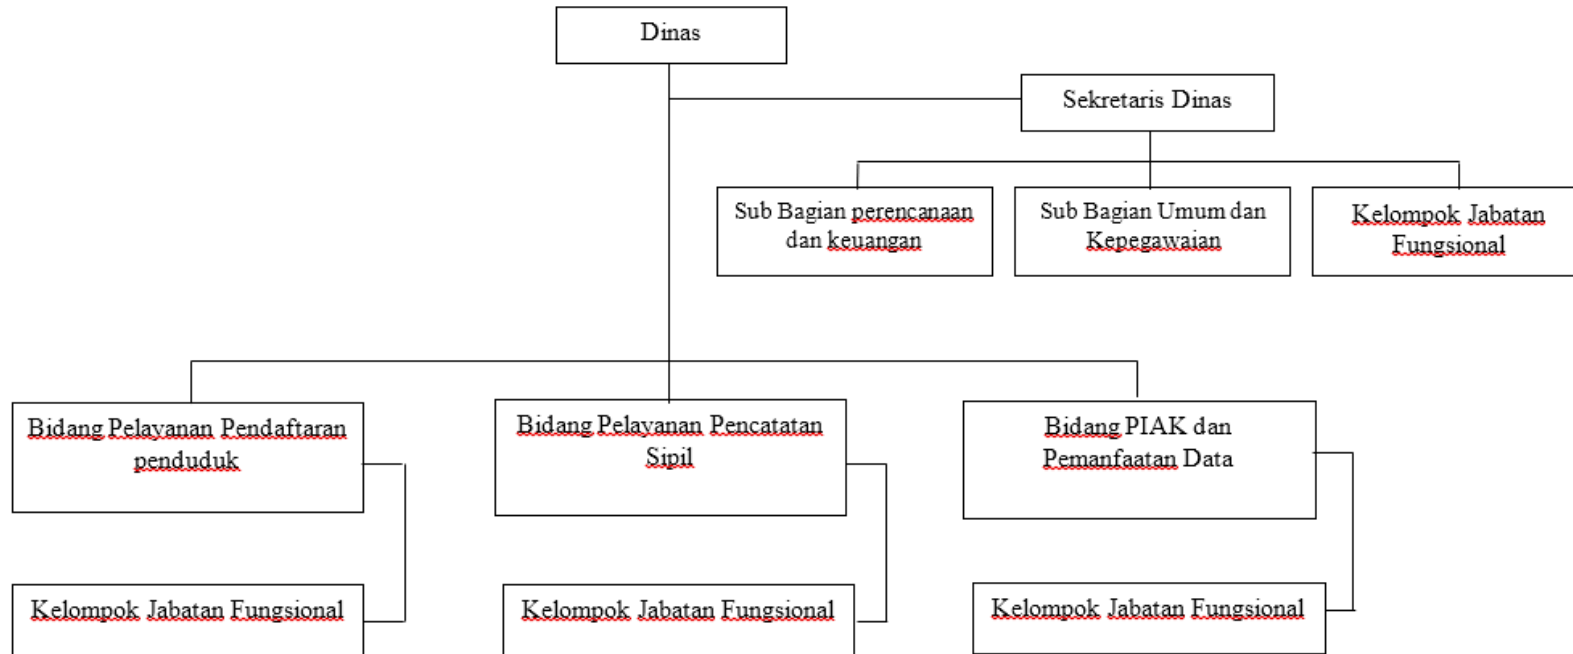 Dinas
Sekretaris Dinas
Sub Bagian perencanaan
dan keuangan
Sub Bagian Umum dan
Kepegawaian
Kelompok Jabatan
Fungsional
Bidang Pelayanan Pendaftaran
penduduk
Bidang Pelayanan Pencatatan
Sipil
Bidang PIAK dan
Pemanfaatan Data
Kelompok Jabatan Fungsional
Kelompok Jabatan Fungsional
Kelompok Jabatan Fungsional